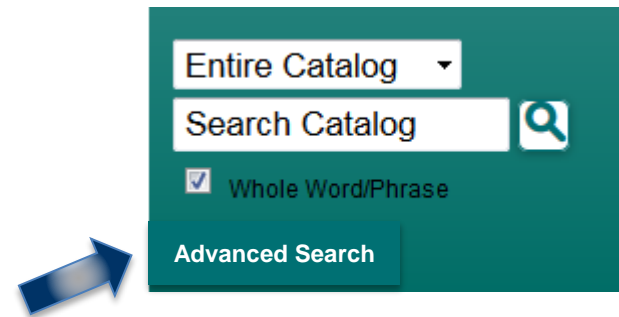 Entire Catalog
Search Catalog
Whole Word/Phrase
Advanced Search